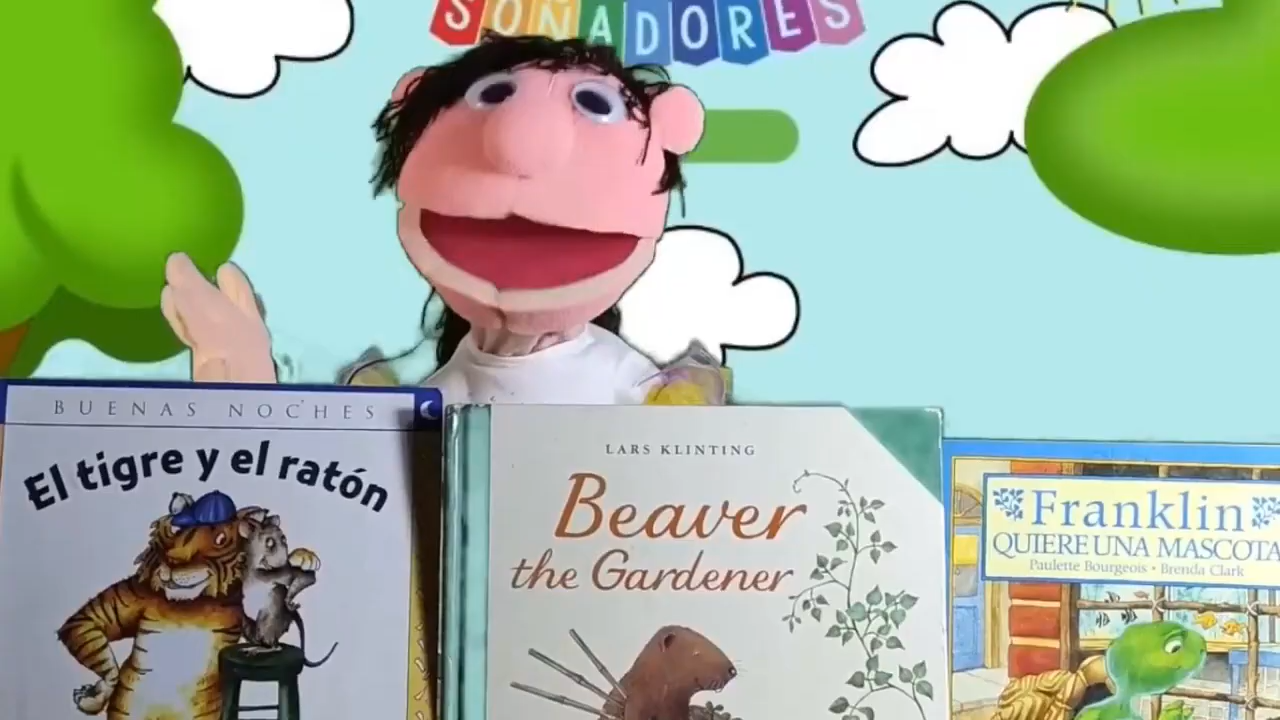 SOÑADORES
BUENAS NOCHES
El tigre y el ratón
LARS KLINTING
Beaver
the Gardener
Franklin
QUIERE UNA MASCOTA
Paulette Bourgeois • Brenda Clark